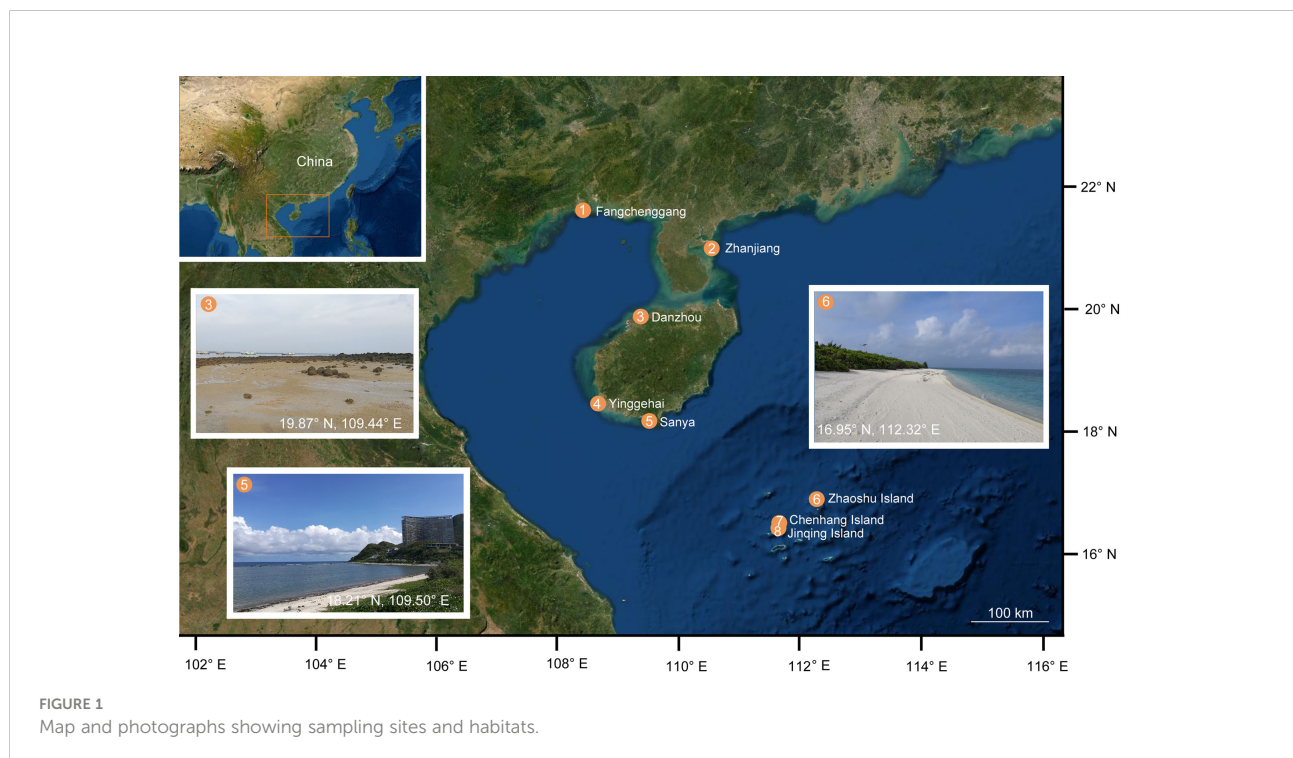 China
1 Fangchenggang
2 Zhanjiang
22° N
3
19.87° N, 109.44° E
3 Danzhou
6
16.95° N, 112.32° E
20° N
4 Yinggehai
5 Sanya
18° N
5
18.21° N, 109.50° E
6 Zhaoshu Island
7 Chenhang Island
8 Jinqing Island
16° N
100 km
102° E 104° E 106° E 108° E 110° E 112° E 114° E 116° E
FIGURE 1
Map and photographs showing sampling sites and habitats.